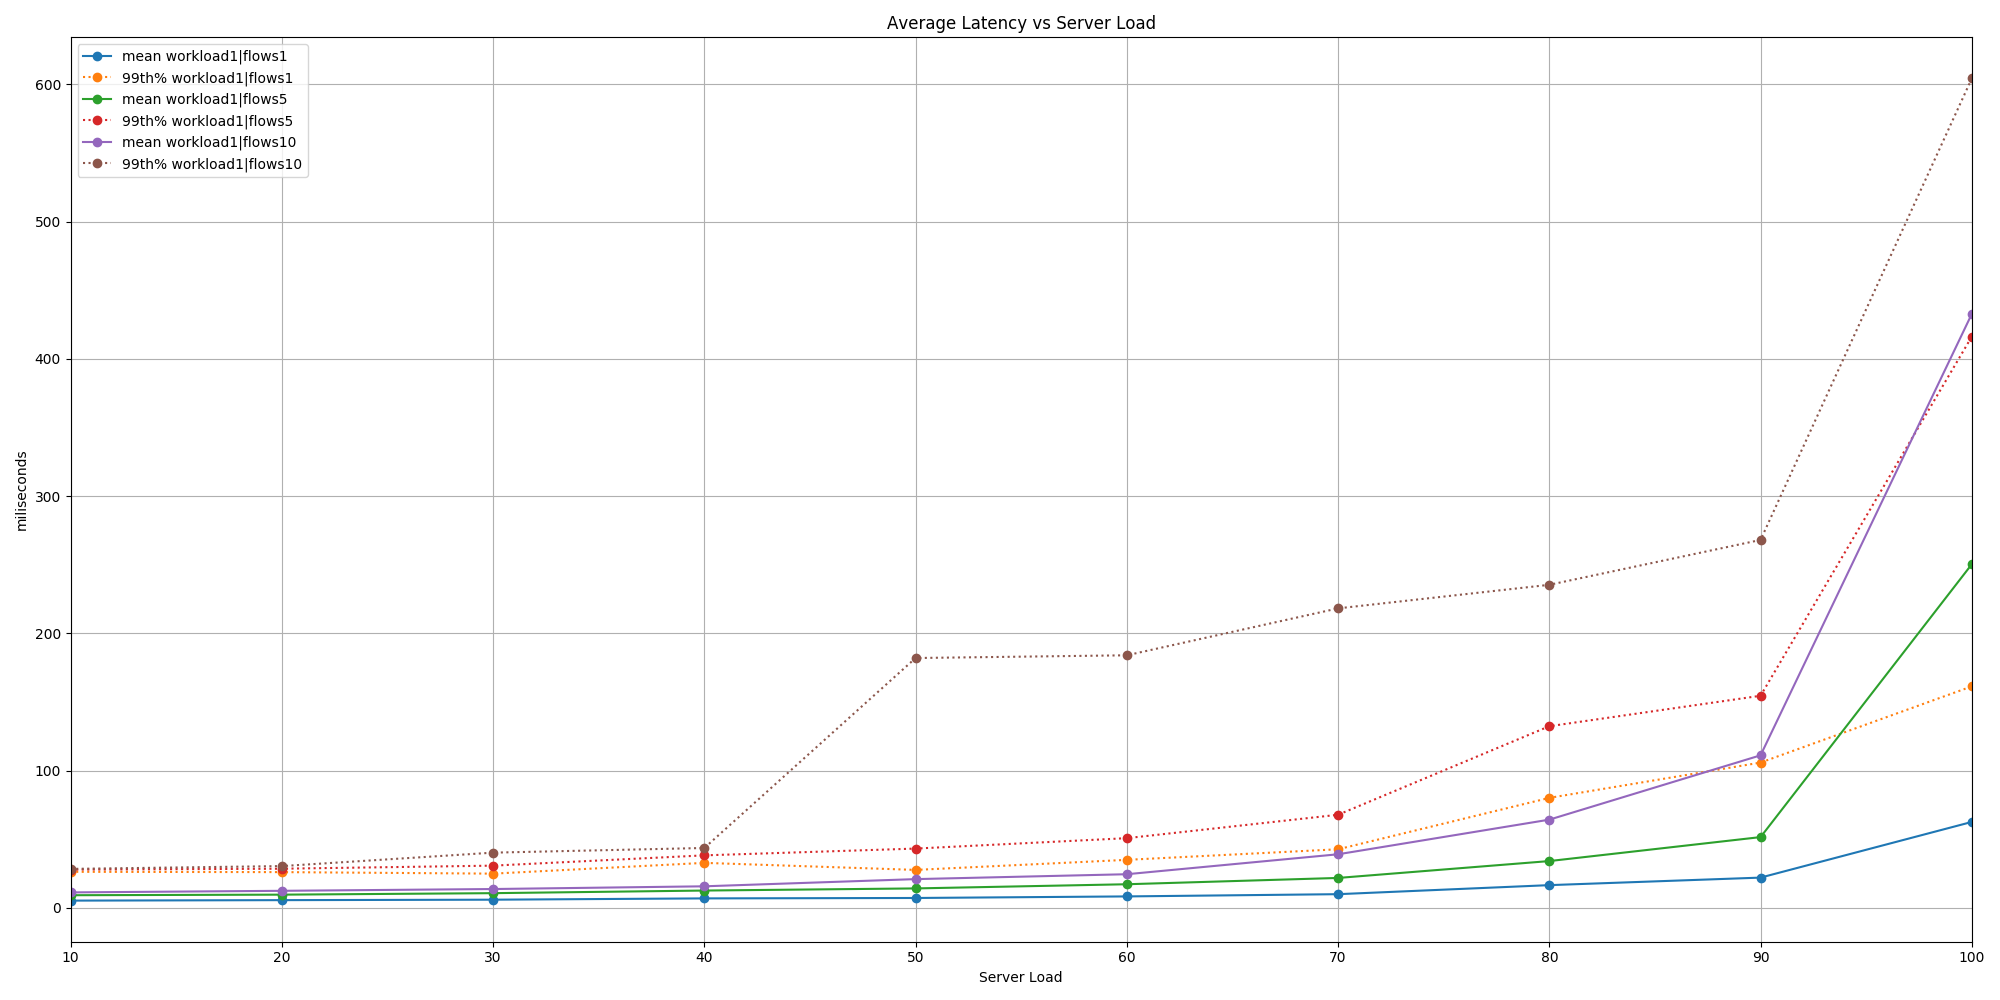 Average Latency vs Server Load
mean workload1|flows1
99th% workload1|flows1
mean workload1|flows5
99th% workload1|flows5
mean workload1|flows10
99th% workload1|flows10
miliseconds
600
500
400
300
200
100
0
10 20 30 40 50 60 70 80 90 100
Server Load